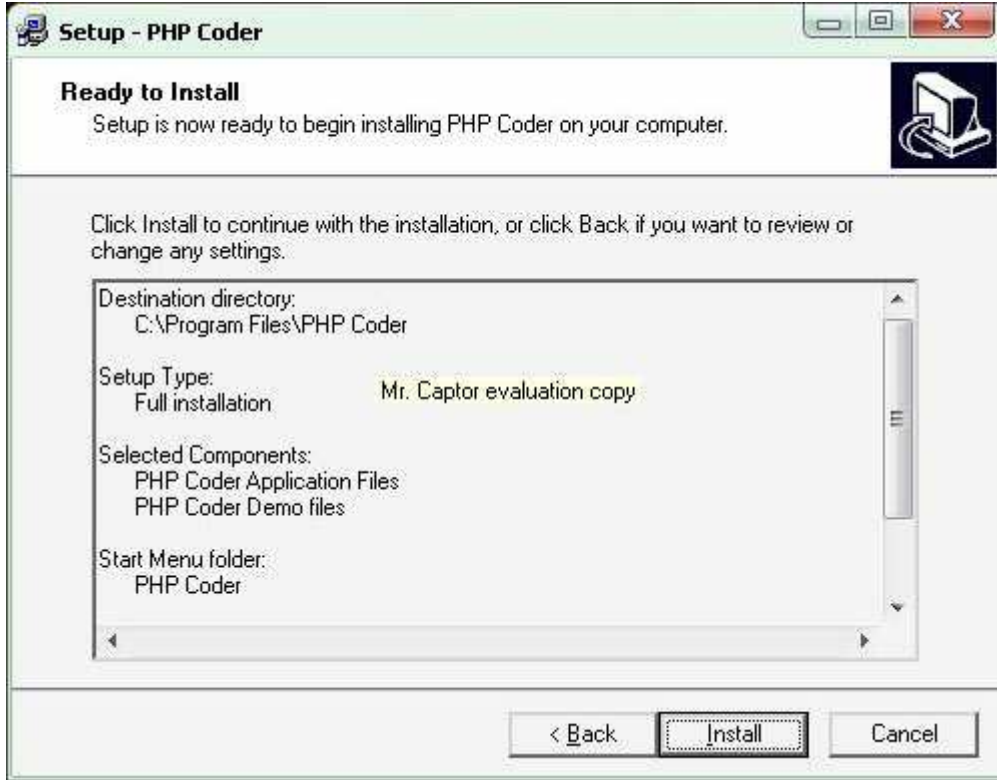 Setup - PHP Coder
Ready to Install
Setup is now ready to begin installing PHP Coder on your computer.
Click Install to continue with the installation, or click Back if you want to review or
change any settings.
Destination directory:
C:\Program Files\PHP Coder
Setup Type:
Full installation
Mr. Captor evaluation copy
Selected Components:
PHP Coder Application Files
PHP Coder Demo files
Start Menu folder:
PHP Coder
< Back
Install
Cancel